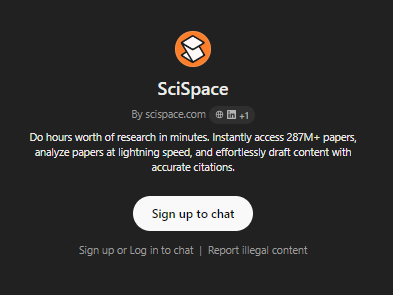 SciSpace
By scispace.com +1
Do hours worth of research in minutes. Instantly access 287M+ papers,
analyze papers at lightning speed, and effortlessly draft content with
accurate citations.
Sign up to chat
Sign up or Log in to chat | Report illegal content